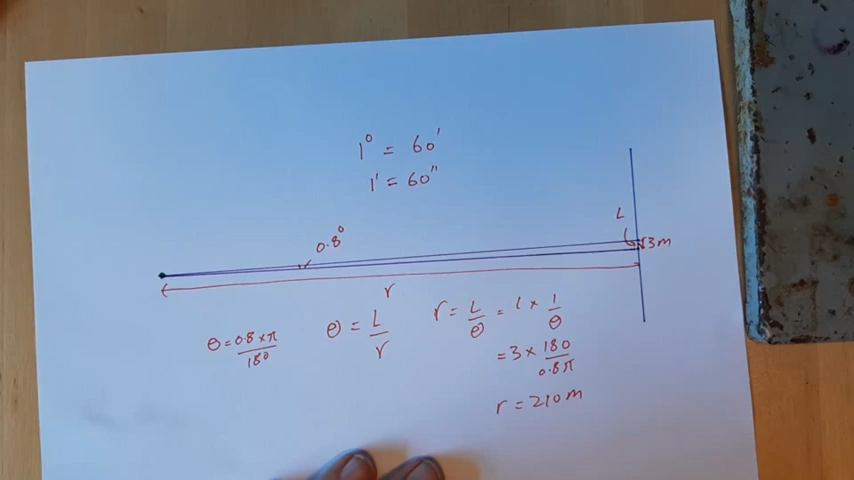 1° = 60'
1' = 60"
L
0.8°
3m
r
θ = 0.8 × π / 180
θ = L / r
r = L / θ = l × 1 / θ
= 3 × 180 / 0.8π
r = 210 m